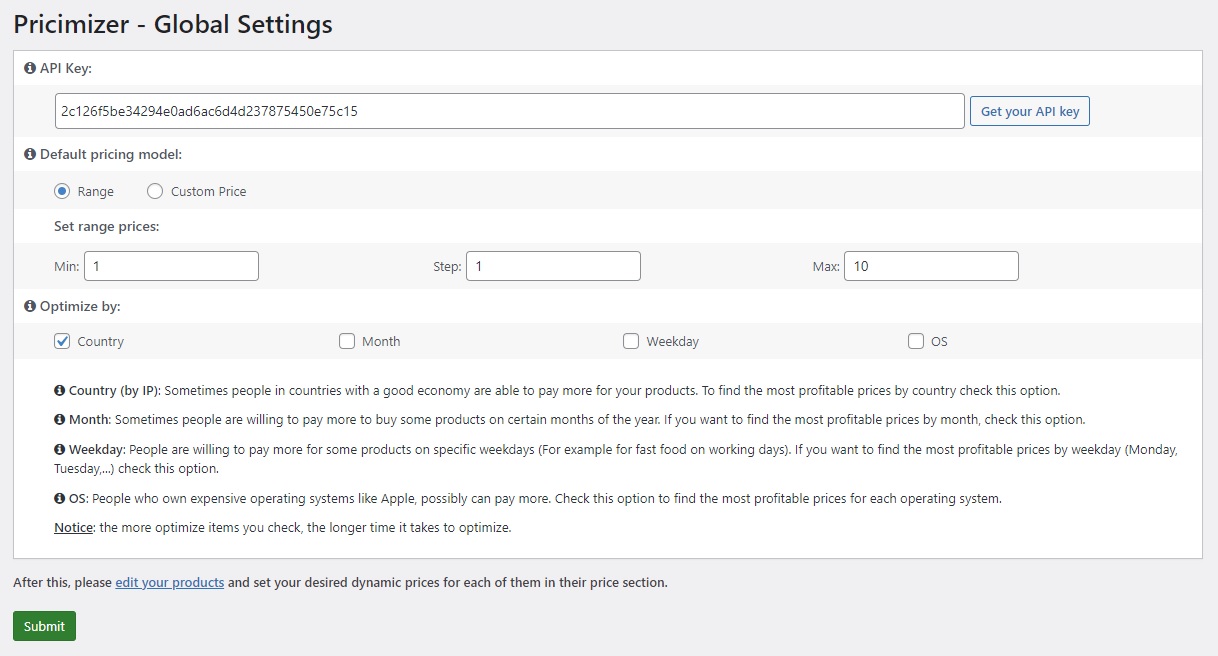 Pricimizer - Global Settings
API Key:
2c126f5be34294e0ad6ac6d4d237875450e75c15 Get your API key
Default pricing model:
Range Custom Price
Set range prices:
Min: 1 Step: 1 Max: 10
Optimize by:
Country Month Weekday OS
Country (by IP): Sometimes people in countries with a good economy are able to pay more for your products. To find the most profitable prices by country check this option.
Month: Sometimes people are willing to pay more to buy some products on certain months of the year. If you want to find the most profitable prices by month, check this option.
Weekday: People are willing to pay more for some products on specific weekdays (For example for fast food on working days). If you want to find the most profitable prices by weekday (Monday,
Tuesday,...) check this option.
OS: People who own expensive operating systems like Apple, possibly can pay more. Check this option to find the most profitable prices for each operating system.
Notice: the more optimize items you check, the longer time it takes to optimize.
After this, please edit your products and set your desired dynamic prices for each of them in their price section.
Submit